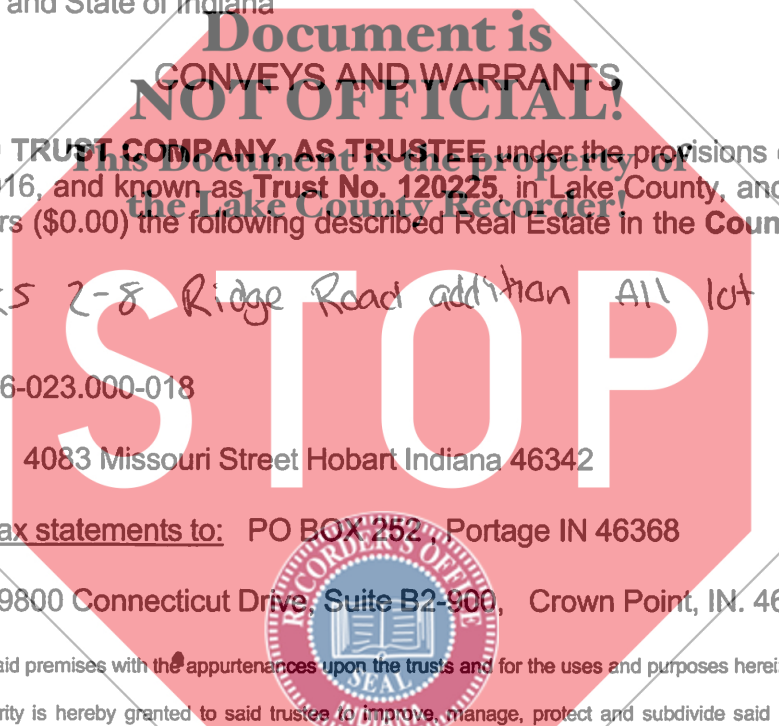 and State of Indiana
Document is
CONVEYS AND WARRANTS
NOT OFFICIAL!
TRUST COMPANY, AS TRUSTEE under the provisions
This Document is the property of
16, and known as Trust No. 120225, in Lake County, and
the Lake County Recorder!
rs ($0.00) the following described Real Estate in the Coun
KS 2-8 Ridge Road addition All lot
STOP
6-023.000-018
4083 Missouri Street Hobart Indiana 46342
ax statements to: PO BOX 252 , Portage IN 46368
RECORDER'S OFFICE
9800 Connecticut Drive, Suite B2-900, Crown Point, IN. 46
SEAL
aid premises with the appurtenances upon the trusts and for the uses and purposes herei
rity is hereby granted to said trustee to improve, manage, protect and subdivide said